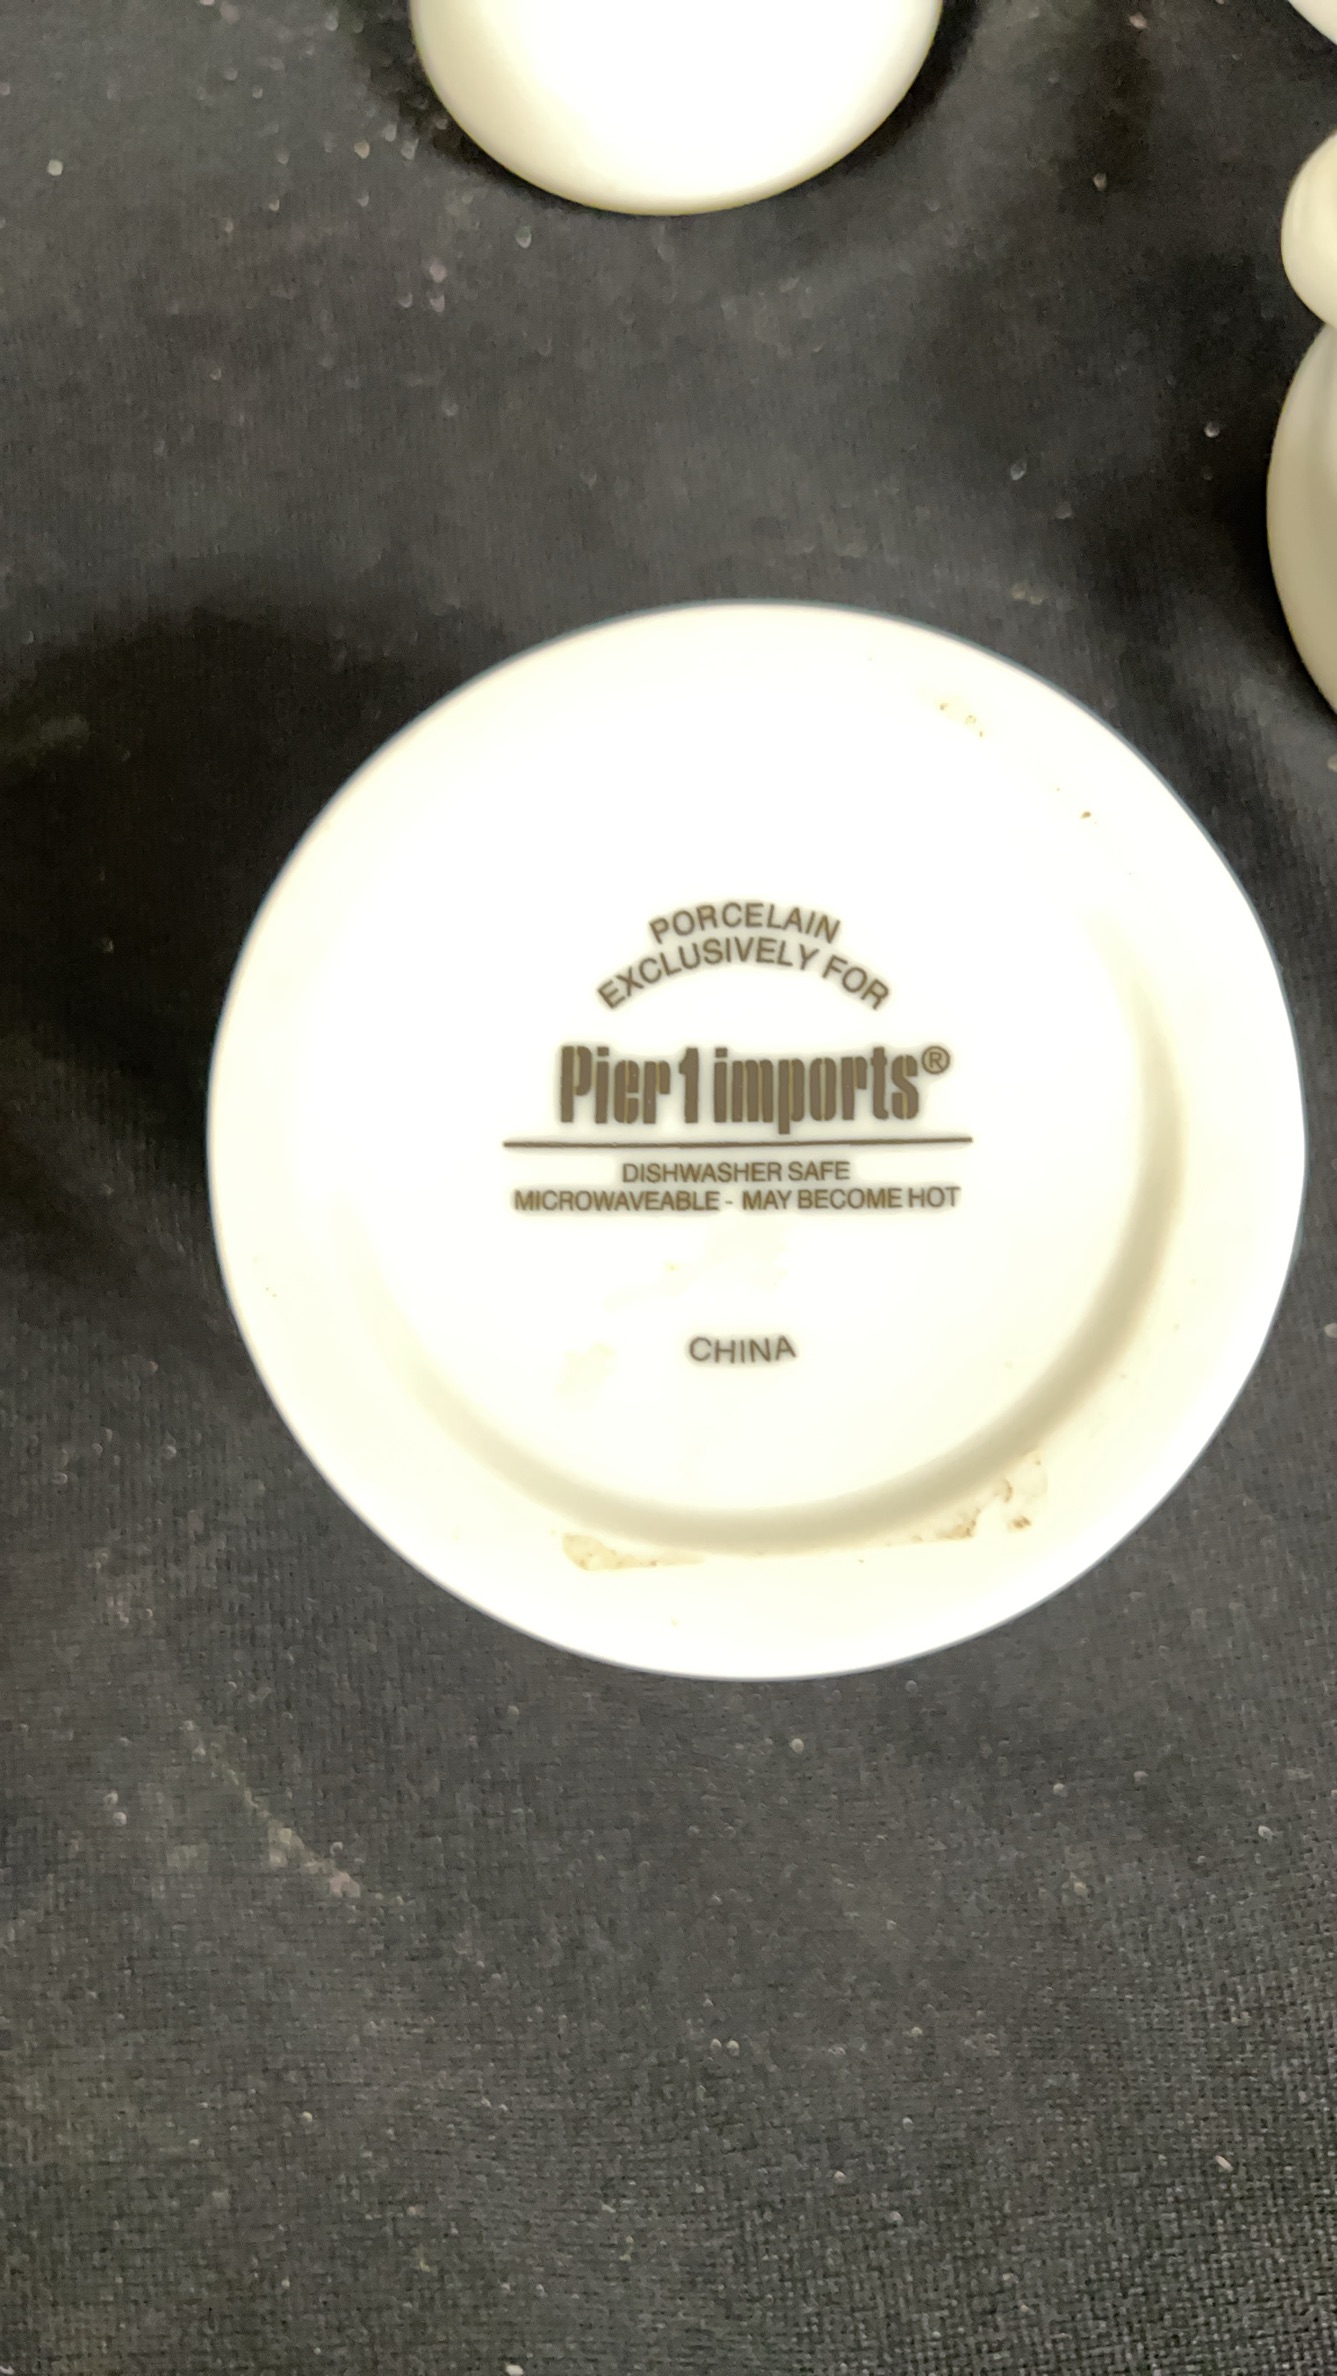 PORCELAIN
EXCLUSIVELY FOR
Pier 1 imports®
DISHWASHER SAFE
MICROWAVEABLE - MAY BECOME HOT
CHINA